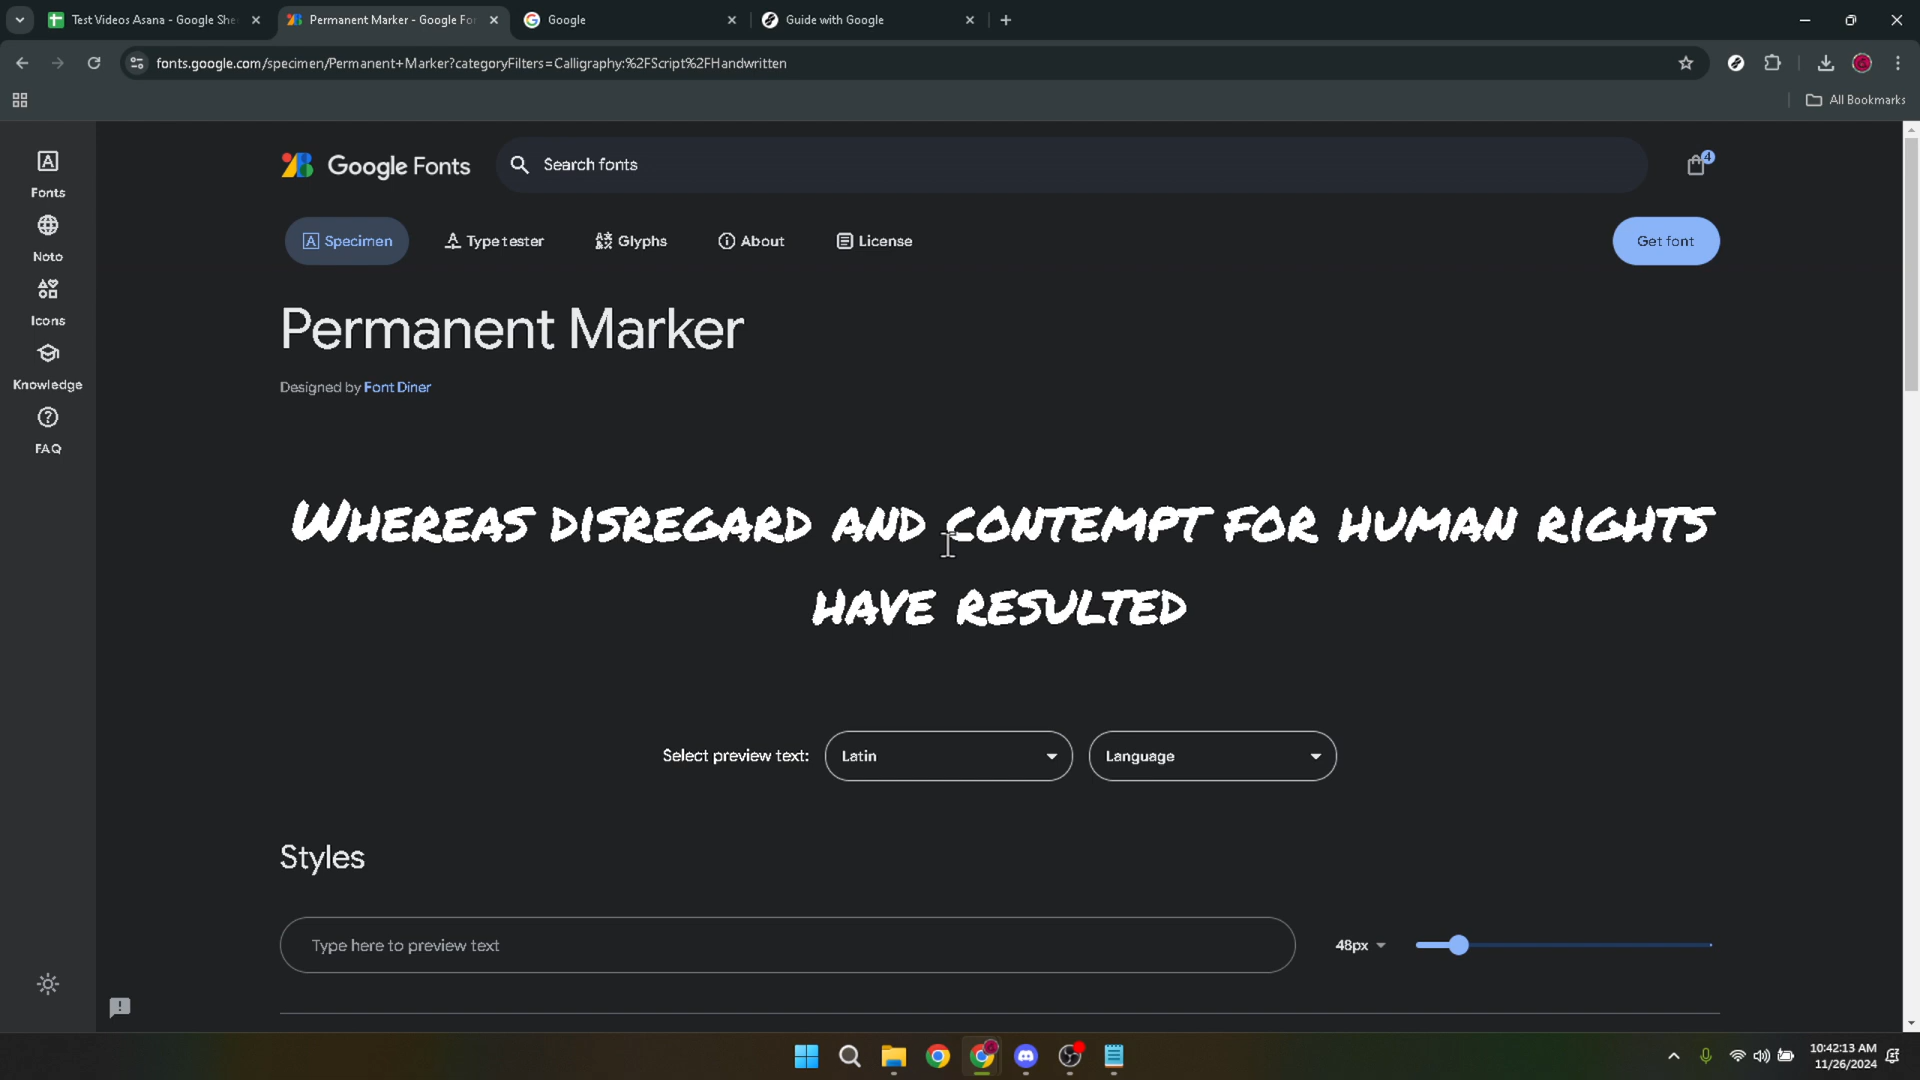 Test Videos Asana - Google She
Permanent Marker - Google Fo
Google
Guide with Google
fonts.google.com/specimen/Permanent+Marker?categoryFilters=Calligraphy:%2FScript%2FHandwritten
All Bookmarks
Fonts
Noto
Icons
Knowledge
FAQ
Google Fonts
Search fonts
4
Specimen
Type tester
Glyphs
About
License
Get font
Permanent Marker
Designed by Font Diner
Whereas disregard and contempt for human rights
have resulted
Select preview text:
Latin
Language
Styles
Type here to preview text
48px
10:42:13 AM
11/26/2024